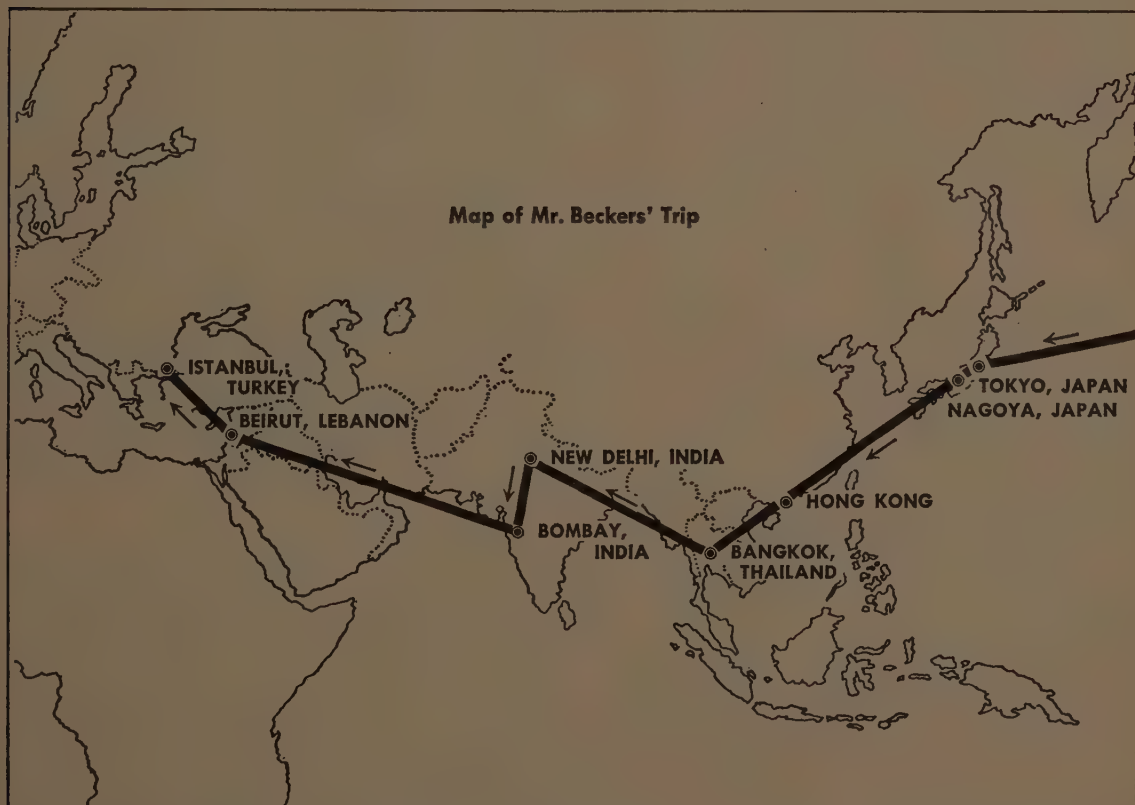 Map of Mr. Beckers' Trip
ISTANBUL,
TURKEY
BEIRUT, LEBANON
NEW DELHI, INDIA
BOMBAY,
INDIA
BANGKOK,
THAILAND
HONG KONG
TOKYO, JAPAN
NAGOYA, JAPAN